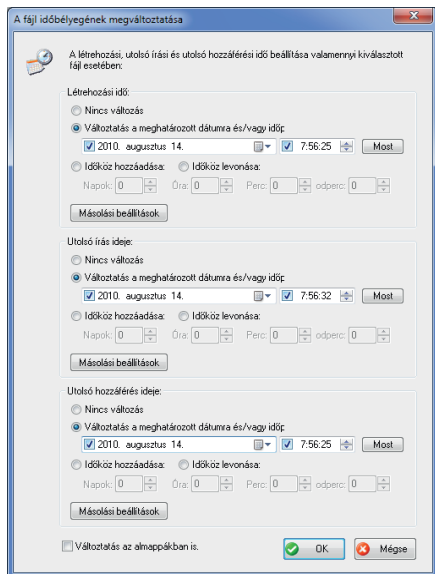 A fájl időbélyegének megváltoztatása
A létrehozási, utolsó írási és utolsó hozzáférési idő beállítása valamennyi kiválasztott
fájl esetében:
Létrehozási idő:
Nincs változás
Változtatás a meghatározott dátumra és/vagy időp
2010. augusztus 14. 7:56:25 Most
Időköz hozzáadása: Időköz levonása:
Napok: 0 Óra: 0 Perc: 0 odperc: 0
Másolási beállítások
Utolsó írás ideje:
Nincs változás
Változtatás a meghatározott dátumra és/vagy időp
2010. augusztus 14. 7:56:32 Most
Időköz hozzáadása: Időköz levonása:
Napok: 0 Óra: 0 Perc: 0 odperc: 0
Másolási beállítások
Utolsó hozzáférés ideje:
Nincs változás
Változtatás a meghatározott dátumra és/vagy időp
2010. augusztus 14. 7:56:25 Most
Időköz hozzáadása: Időköz levonása:
Napok: 0 Óra: 0 Perc: 0 odperc: 0
Másolási beállítások
Változtatás az almappákban is. OK Mégse